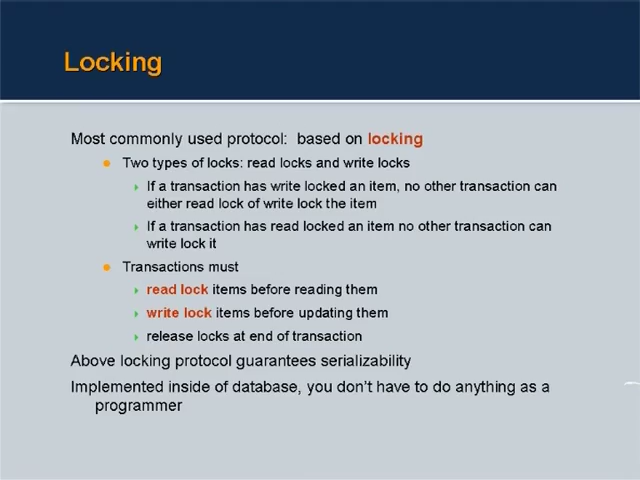 Locking
Most commonly used protocol: based on locking
Two types of locks: read locks and write locks
If a transaction has write locked an item, no other transaction can
either read lock of write lock the item
If a transaction has read locked an item no other transaction can
write lock it
Transactions must
read lock items before reading them
write lock items before updating them
release locks at end of transaction
Above locking protocol guarantees serializability
Implemented inside of database, you don't have to do anything as a
programmer